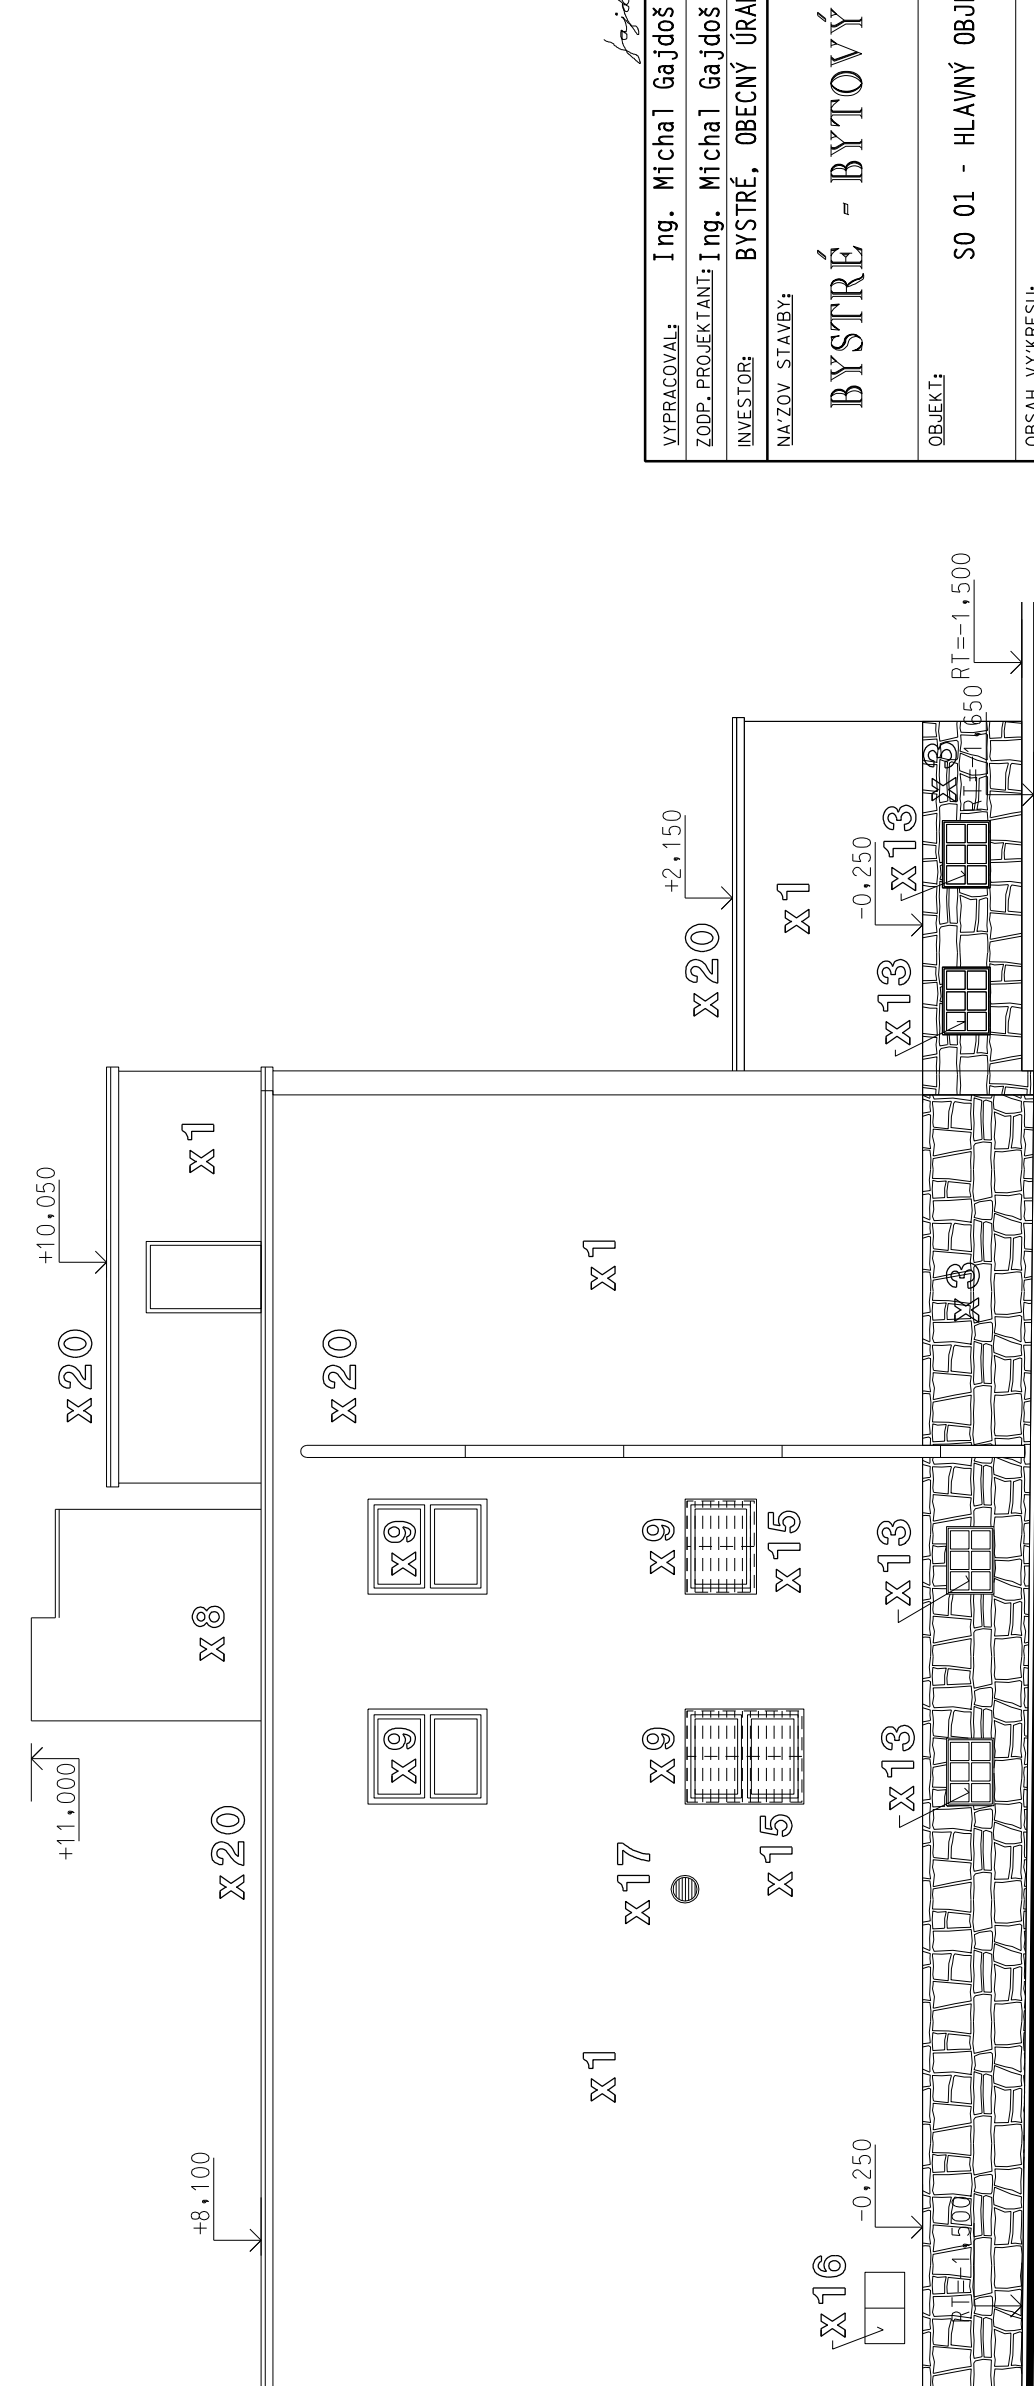 +11,000
+10,050
x20
x8
x1
+8,100
x20
x20
x9
x9
x1
x1
x17
x9
x9
x15
x15
+2,150
x20
x1
x16
-0,250
x13
x13
x13
-0,250
x13
x3
x3
RT=-1,500
RT=-1,650
RT=-1,500
VYPRACOVAL: Ing. Michal Gajdoš
ZODP. PROJEKTANT: Ing. Michal Gajdoš
INVESTOR: BYSTRÉ, OBECNÝ
NA'ZOV STAVBY:
BYSTRÉ - BYTOVÝ
OBJEKT:
SO 01 - HLAVNÝ